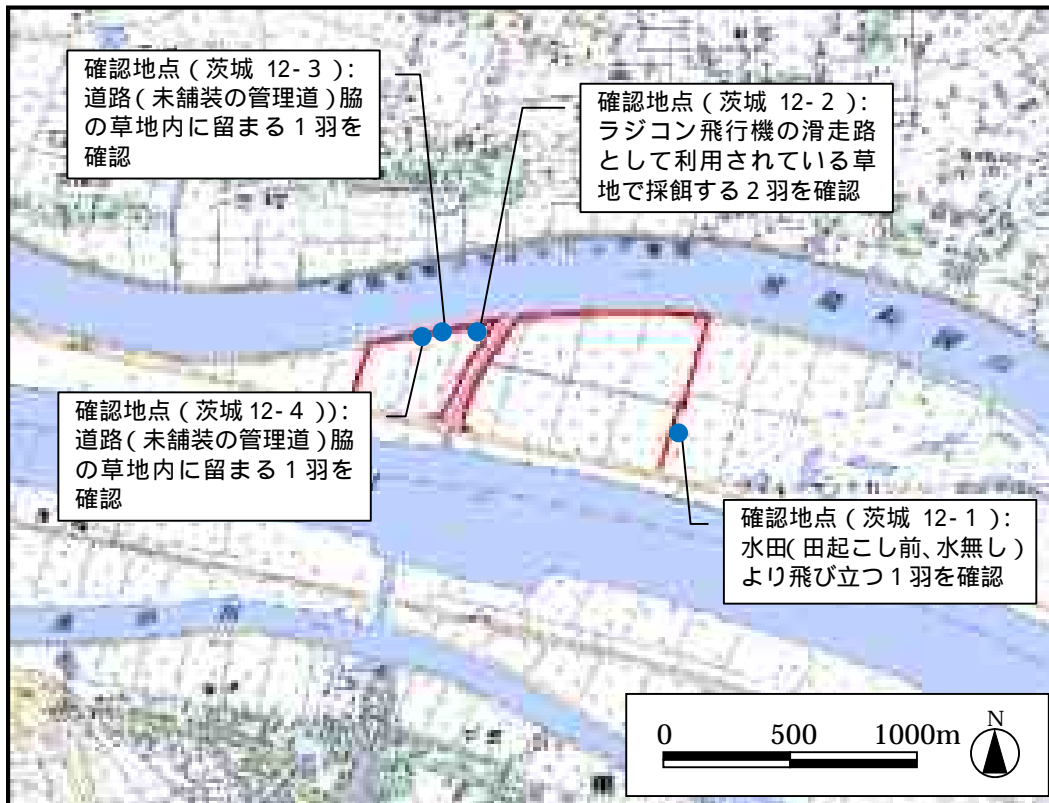 確認地点(茨城 12-3):
道路(未舗装の管理道)脇
の草地内に留まる1羽を
確認
確認地点(茨城 12-2):
ラジコン飛行機の滑走路
として利用されている草
地で採餌する2羽を確認
確認地点(茨城 12-4)):
道路(未舗装の管理道)脇
の草地内に留まる1羽を
確認
確認地点(茨城 12-1):
水田(田起こし前、水無し)
より飛び立つ1羽を確認
0 500 1000m
N